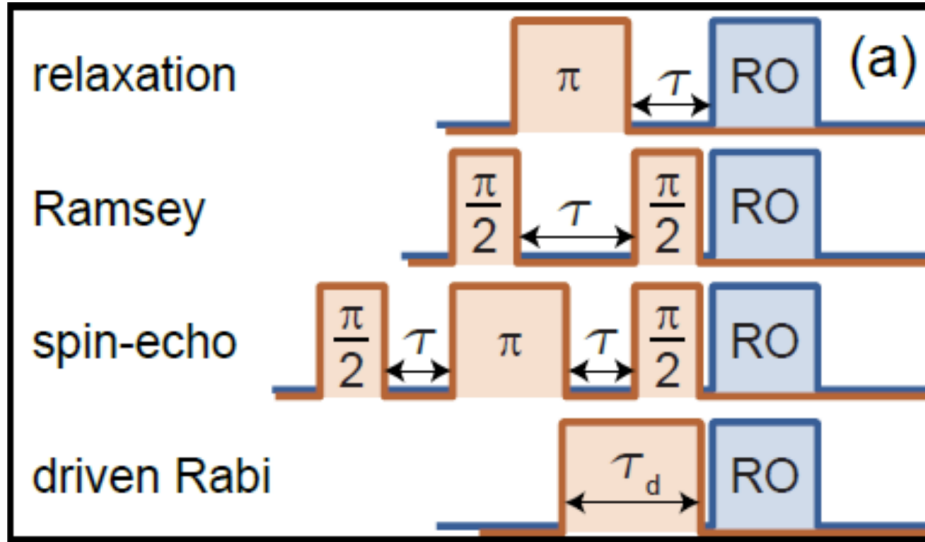 relaxation π τ RO (a)
Ramsey π/2 τ π/2 RO
spin-echo π/2 τ π τ π/2 RO
driven Rabi τd RO